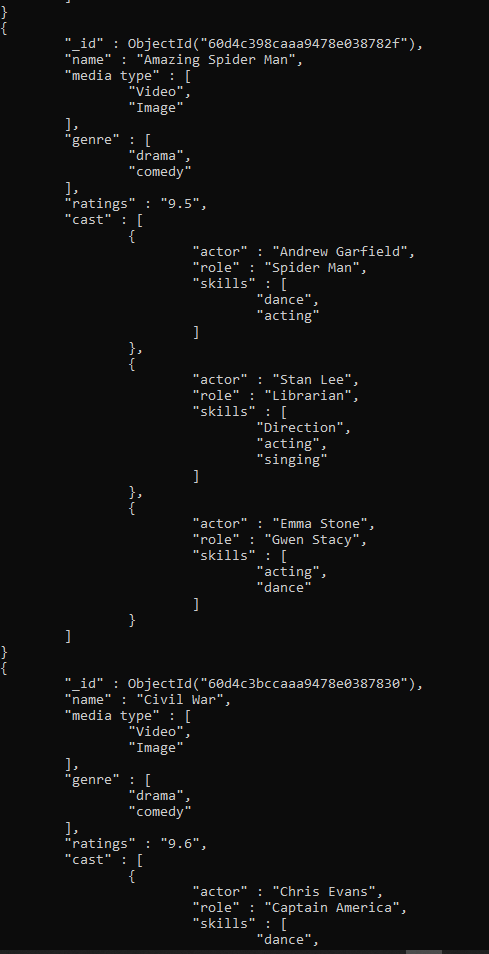 }
{
"_id" : ObjectId("60d4c398caaa9478e038782f"),
"name" : "Amazing Spider Man",
"media type" : [
"Video",
"Image"
],
"genre" : [
"drama",
"comedy"
],
"ratings" : "9.5",
"cast" : [
{
"actor" : "Andrew Garfield",
"role" : "Spider Man",
"skills" : [
"dance",
"acting"
]
},
{
"actor" : "Stan Lee",
"role" : "Librarian",
"skills" : [
"Direction",
"acting",
"singing"
]
},
{
"actor" : "Emma Stone",
"role" : "Gwen Stacy",
"skills" : [
"acting",
"dance"
]
}
]
}
{
"_id" : ObjectId("60d4c3bccaaa9478e0387830"),
"name" : "Civil War",
"media type" : [
"Video",
"Image"
],
"genre" : [
"drama",
"comedy"
],
"ratings" : "9.6",
"cast" : [
{
"actor" : "Chris Evans",
"role" : "Captain America",
"skills" : [
"dance",